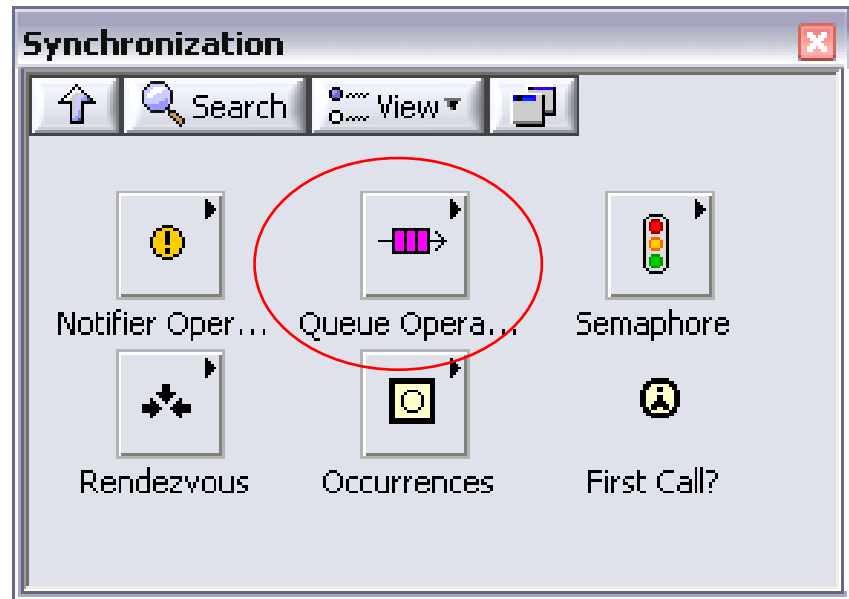 Synchronization
Search View
Notifier Oper... Queue Opera... Semaphore
Rendezvous Occurrences First Call?